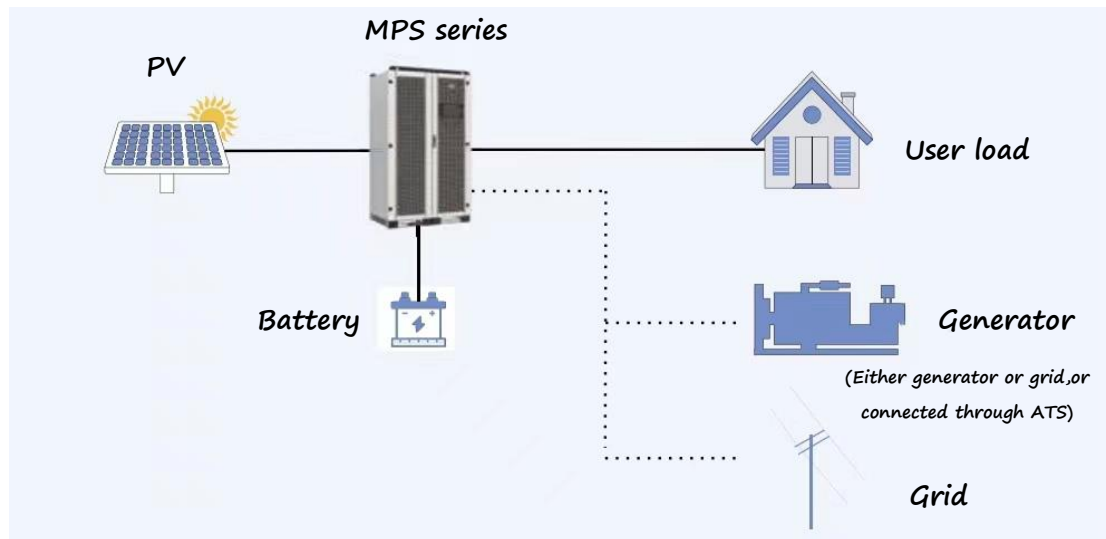 MPS series
PV
User load
Battery
Generator
(Either generator or grid,or
connected through ATS)
Grid